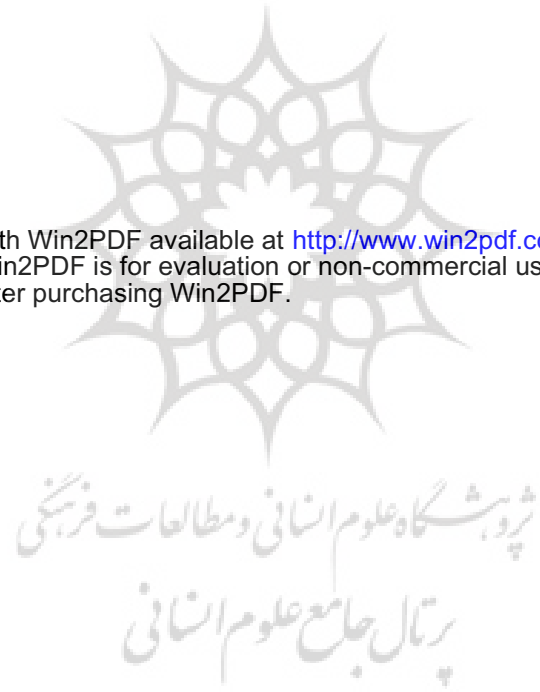 th Win2PDF available at http://www.win2pdf.co
in2PDF is for evaluation or non-commercial us
ter purchasing Win2PDF.
پژوهشگاه علوم انسانی و مطالعات فرهنگی
پرتال جامع علوم انسانی